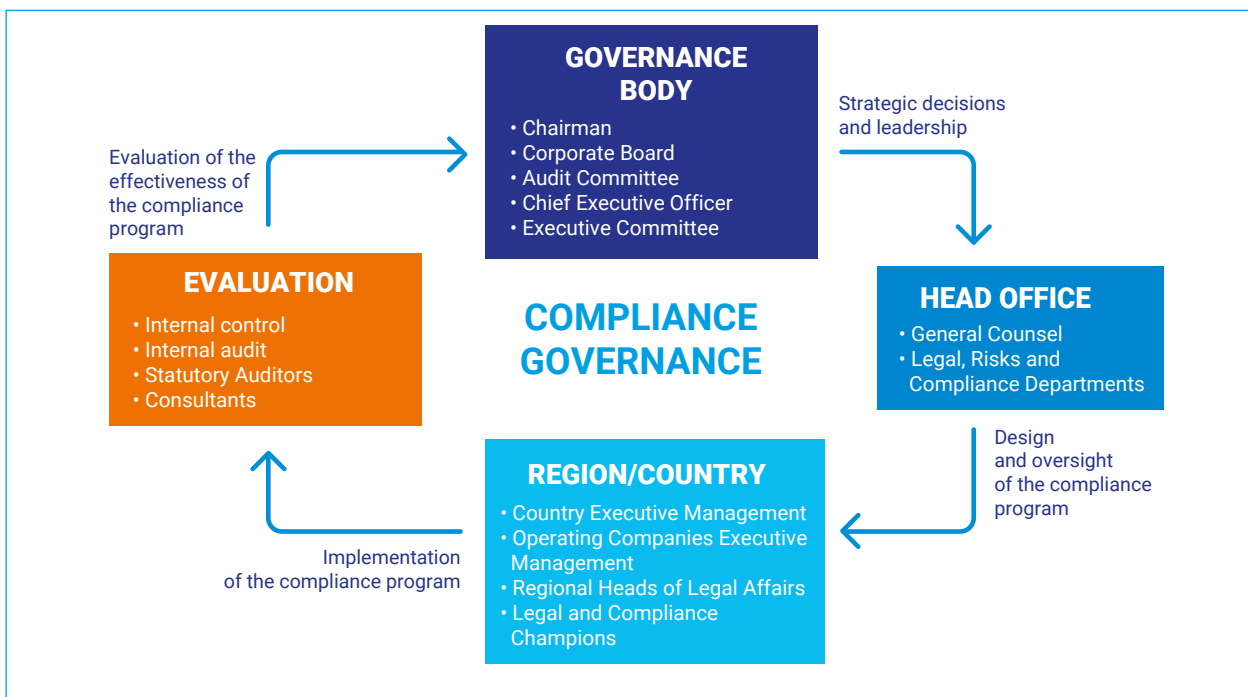 GOVERNANCE
BODY
• Chairman
• Corporate Board
• Audit Committee
• Chief Executive Officer
• Executive Committee
Strategic decisions
and leadership
HEAD OFFICE
• General Counsel
• Legal, Risks and
Compliance Departments
Design
and oversight
of the compliance
program
REGION/COUNTRY
• Country Executive Management
• Operating Companies Executive
Management
• Regional Heads of Legal Affairs
• Legal and Compliance
Champions
Implementation
of the compliance program
EVALUATION
• Internal control
• Internal audit
• Statutory Auditors
• Consultants
Evaluation of the
effectiveness of
the compliance
program
COMPLIANCE
GOVERNANCE